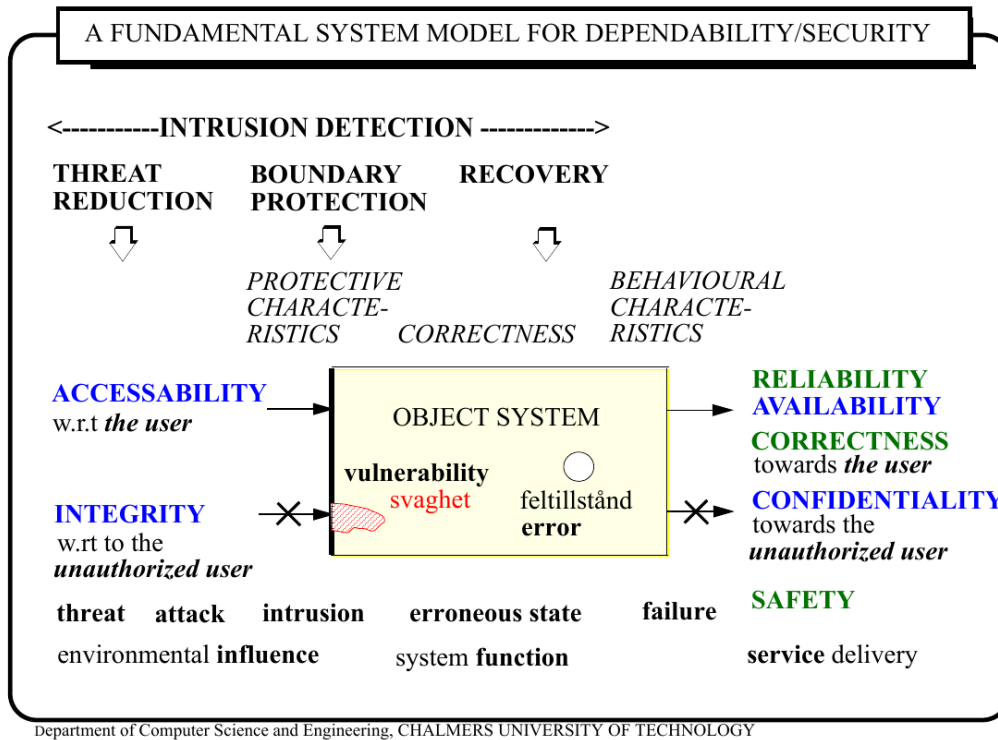 A FUNDAMENTAL SYSTEM MODEL FOR DEPENDABILITY/SECURITY
<-----------INTRUSION DETECTION ------------->
THREAT
REDUCTION
BOUNDARY
PROTECTION
RECOVERY
PROTECTIVE
CHARACTE-
RISTICS
CORRECTNESS
BEHAVIOURAL
CHARACTE-
RISTICS
ACCESSABILITY
w.r.t the user
INTEGRITY
w.rt to the
unauthorized user
OBJECT SYSTEM
vulnerability
svaghet
feltillstånd
error
RELIABILITY
AVAILABILITY
CORRECTNESS
towards the user
CONFIDENTIALITY
towards the
unauthorized user
SAFETY
threat attack intrusion erroneous state failure
environmental influence system function service delivery
Department of Computer Science and Engineering, CHALMERS UNIVERSITY OF TECHNOLOGY